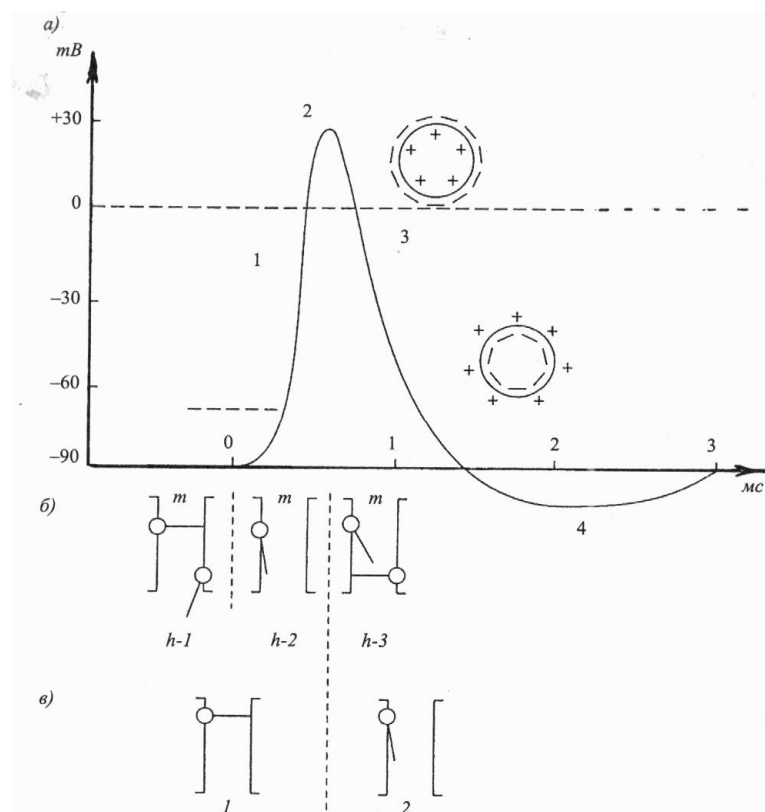 а)
mB
+30
2
+ + + + +
0
3
1
−30
+ + + + + + +
−60
0 1 2 3
−90
мс
4
б)
m m m
h-1 h-2 h-3
в)
1 2